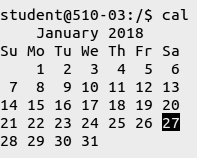 student@510-03:/$ cal
    January 2018
Su Mo Tu We Th Fr Sa
    1  2  3  4  5  6
 7  8  9 10 11 12 13
14 15 16 17 18 19 20
21 22 23 24 25 26 27
28 29 30 31